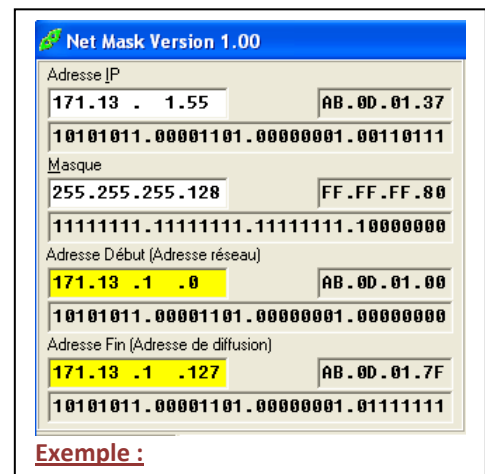 Net Mask Version 1.00
Adresse IP
171.13 . 1.55 AB.0D.01.37
10101011.00001101.00000001.00110111
Masque
255.255.255.128 FF.FF.FF.80
11111111.11111111.11111111.10000000
Adresse Début (Adresse réseau)
171.13 .1 .0 AB.0D.01.00
10101011.00001101.00000001.00000000
Adresse Fin (Adresse de diffusion)
171.13 .1 .127 AB.0D.01.7F
10101011.00001101.00000001.01111111
Exemple :